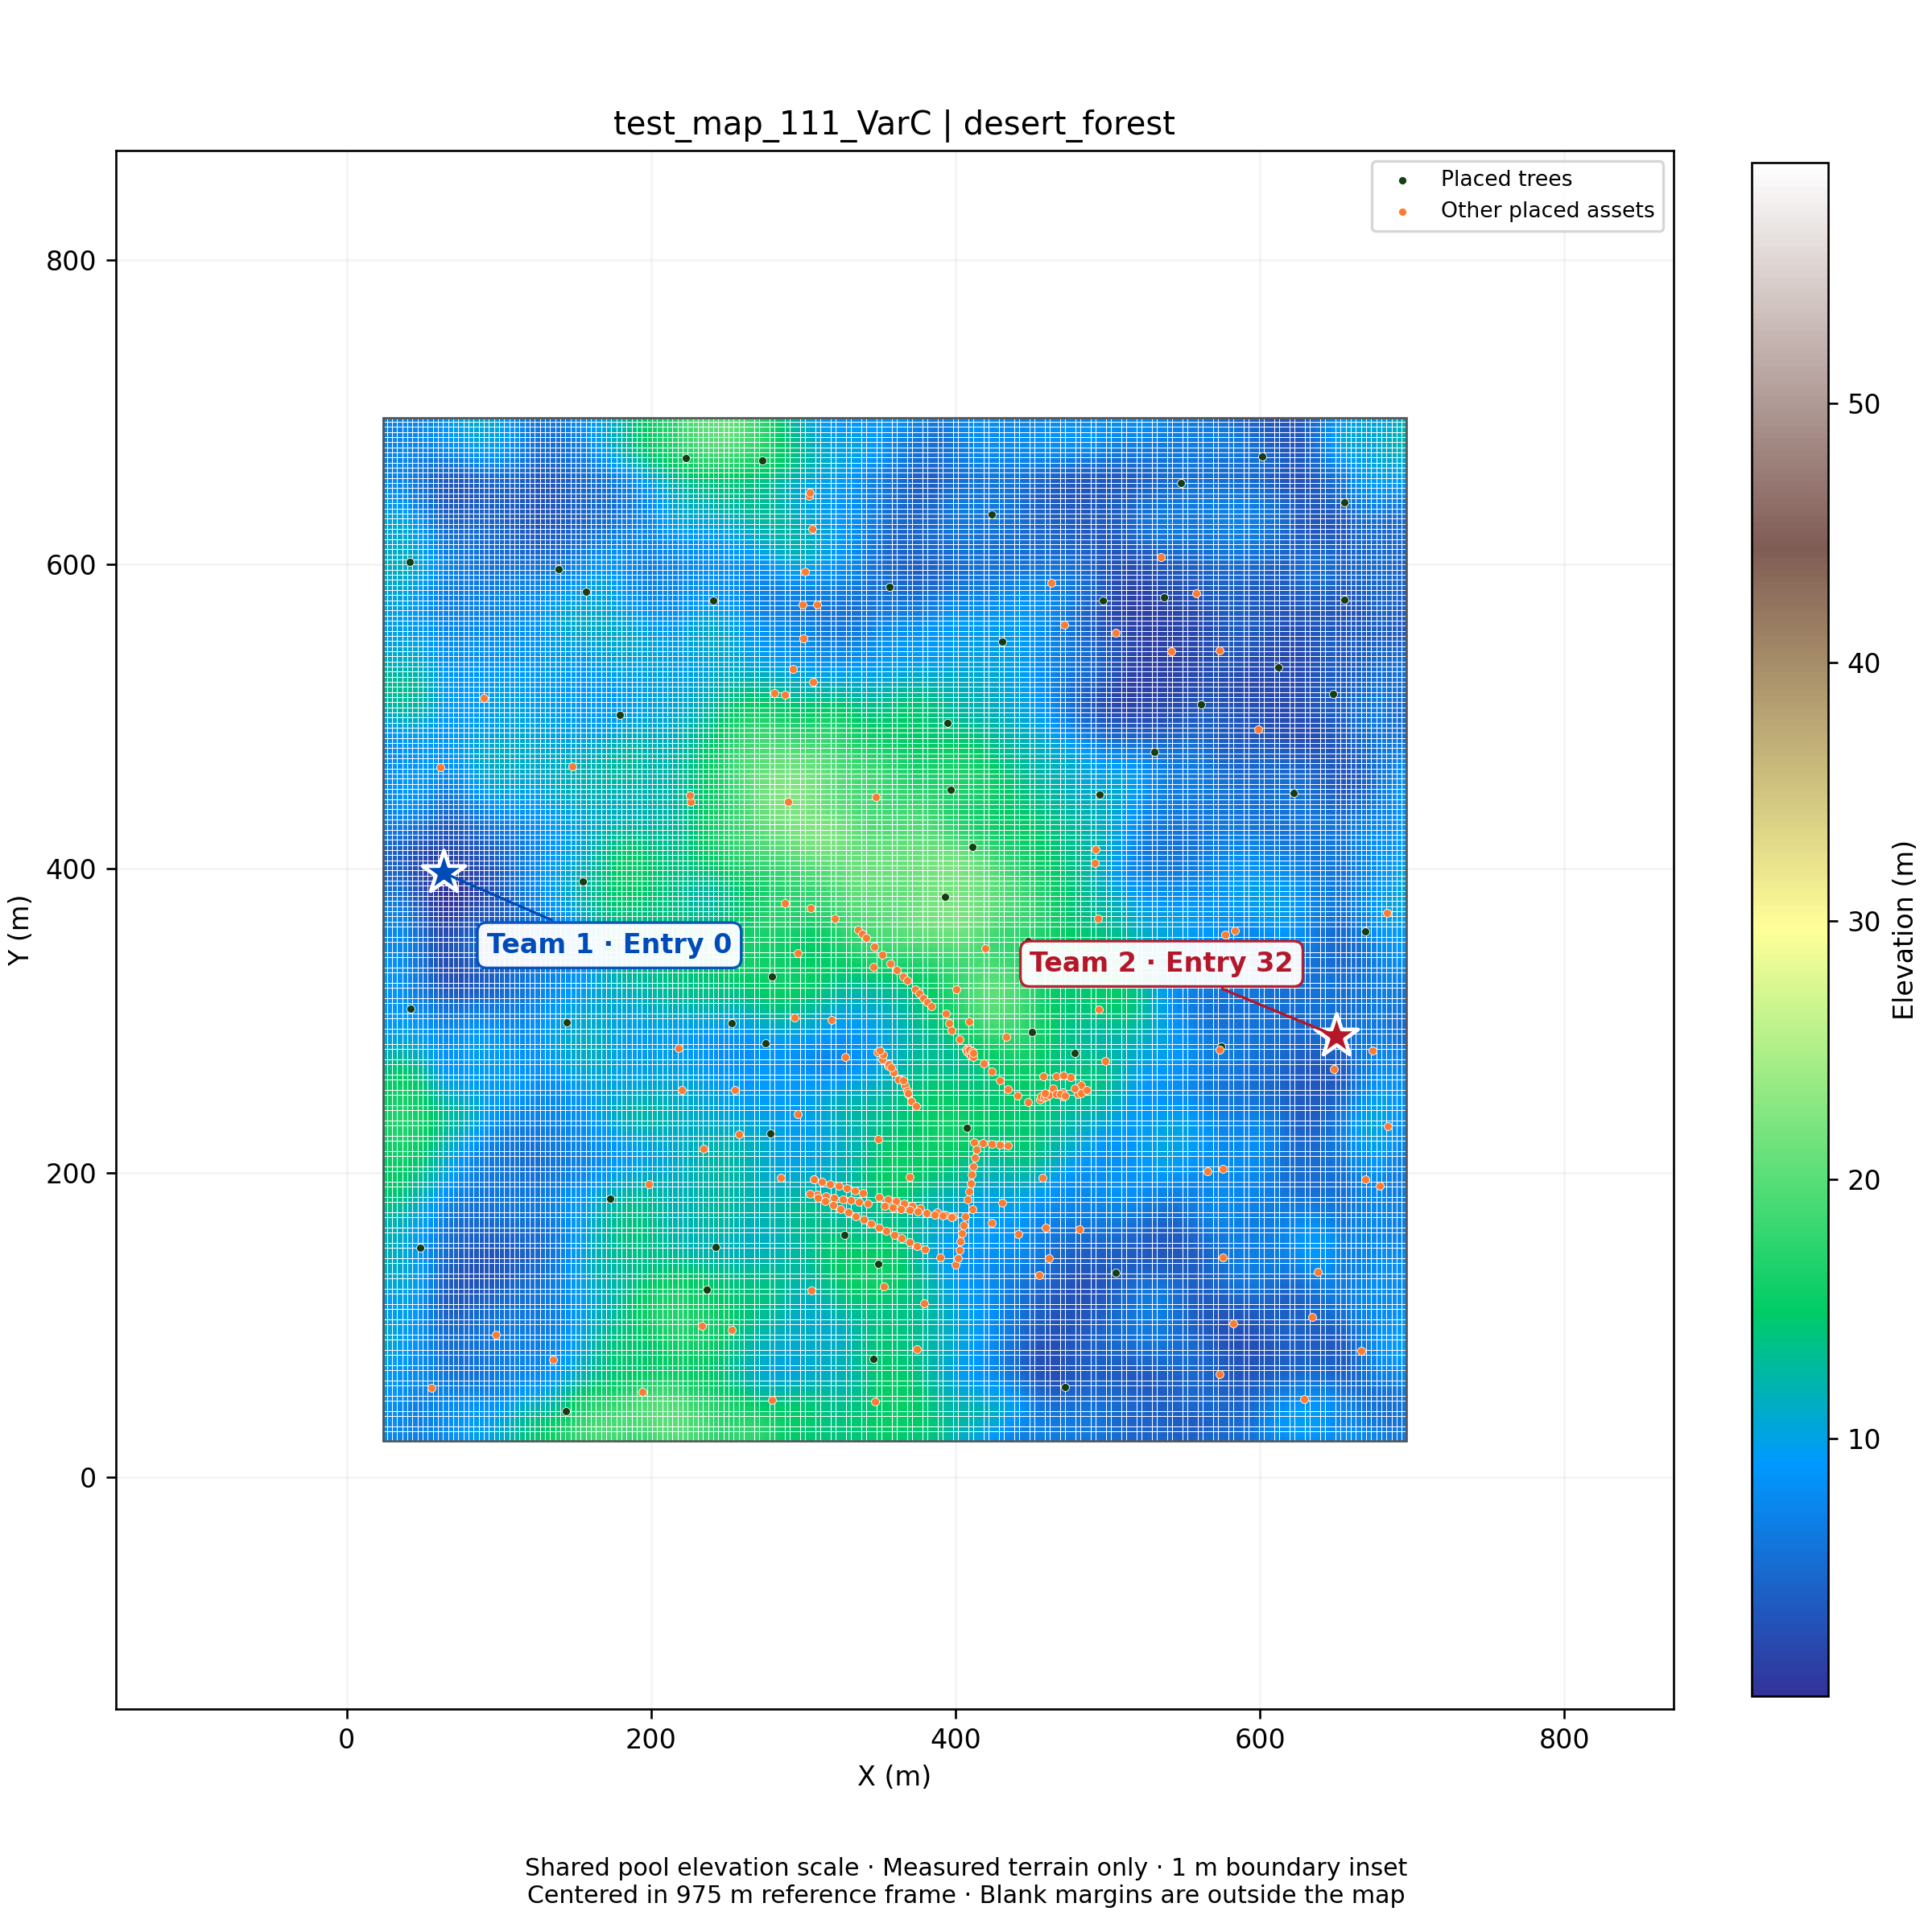 test_map_111_VarC | desert_forest
Placed trees
Other placed assets
800
600
400
200
0
Y (m)
0
200
400
600
800
X (m)
Team 1 · Entry 0
Team 2 · Entry 32
50
40
30
20
10
Elevation (m)
Shared pool elevation scale · Measured terrain only · 1 m boundary inset
Centered in 975 m reference frame · Blank margins are outside the map